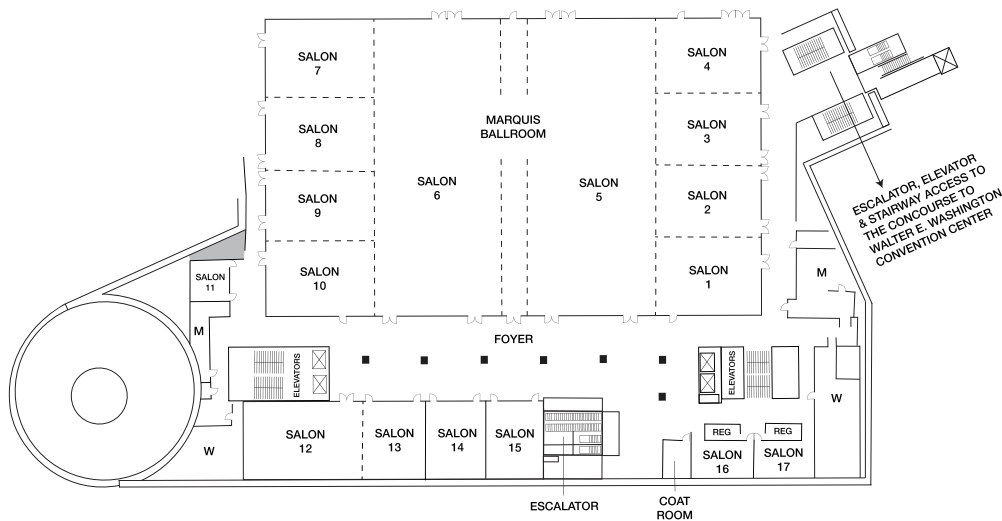 SALON
7
SALON
4
MARQUIS
BALLROOM
SALON
8
SALON
3
SALON
6
SALON
5
SALON
9
SALON
2
ESCALATOR, ELEVATOR
& STAIRWAY ACCESS TO
THE CONCOURSE TO
WALTER E. WASHINGTON
CONVENTION CENTER
SALON
10
SALON
1
SALON
11
M
M
FOYER
ELEVATORS
ELEVATORS
W
W
SALON
12
SALON
13
SALON
14
SALON
15
REG
REG
SALON
16
SALON
17
ESCALATOR
COAT
ROOM